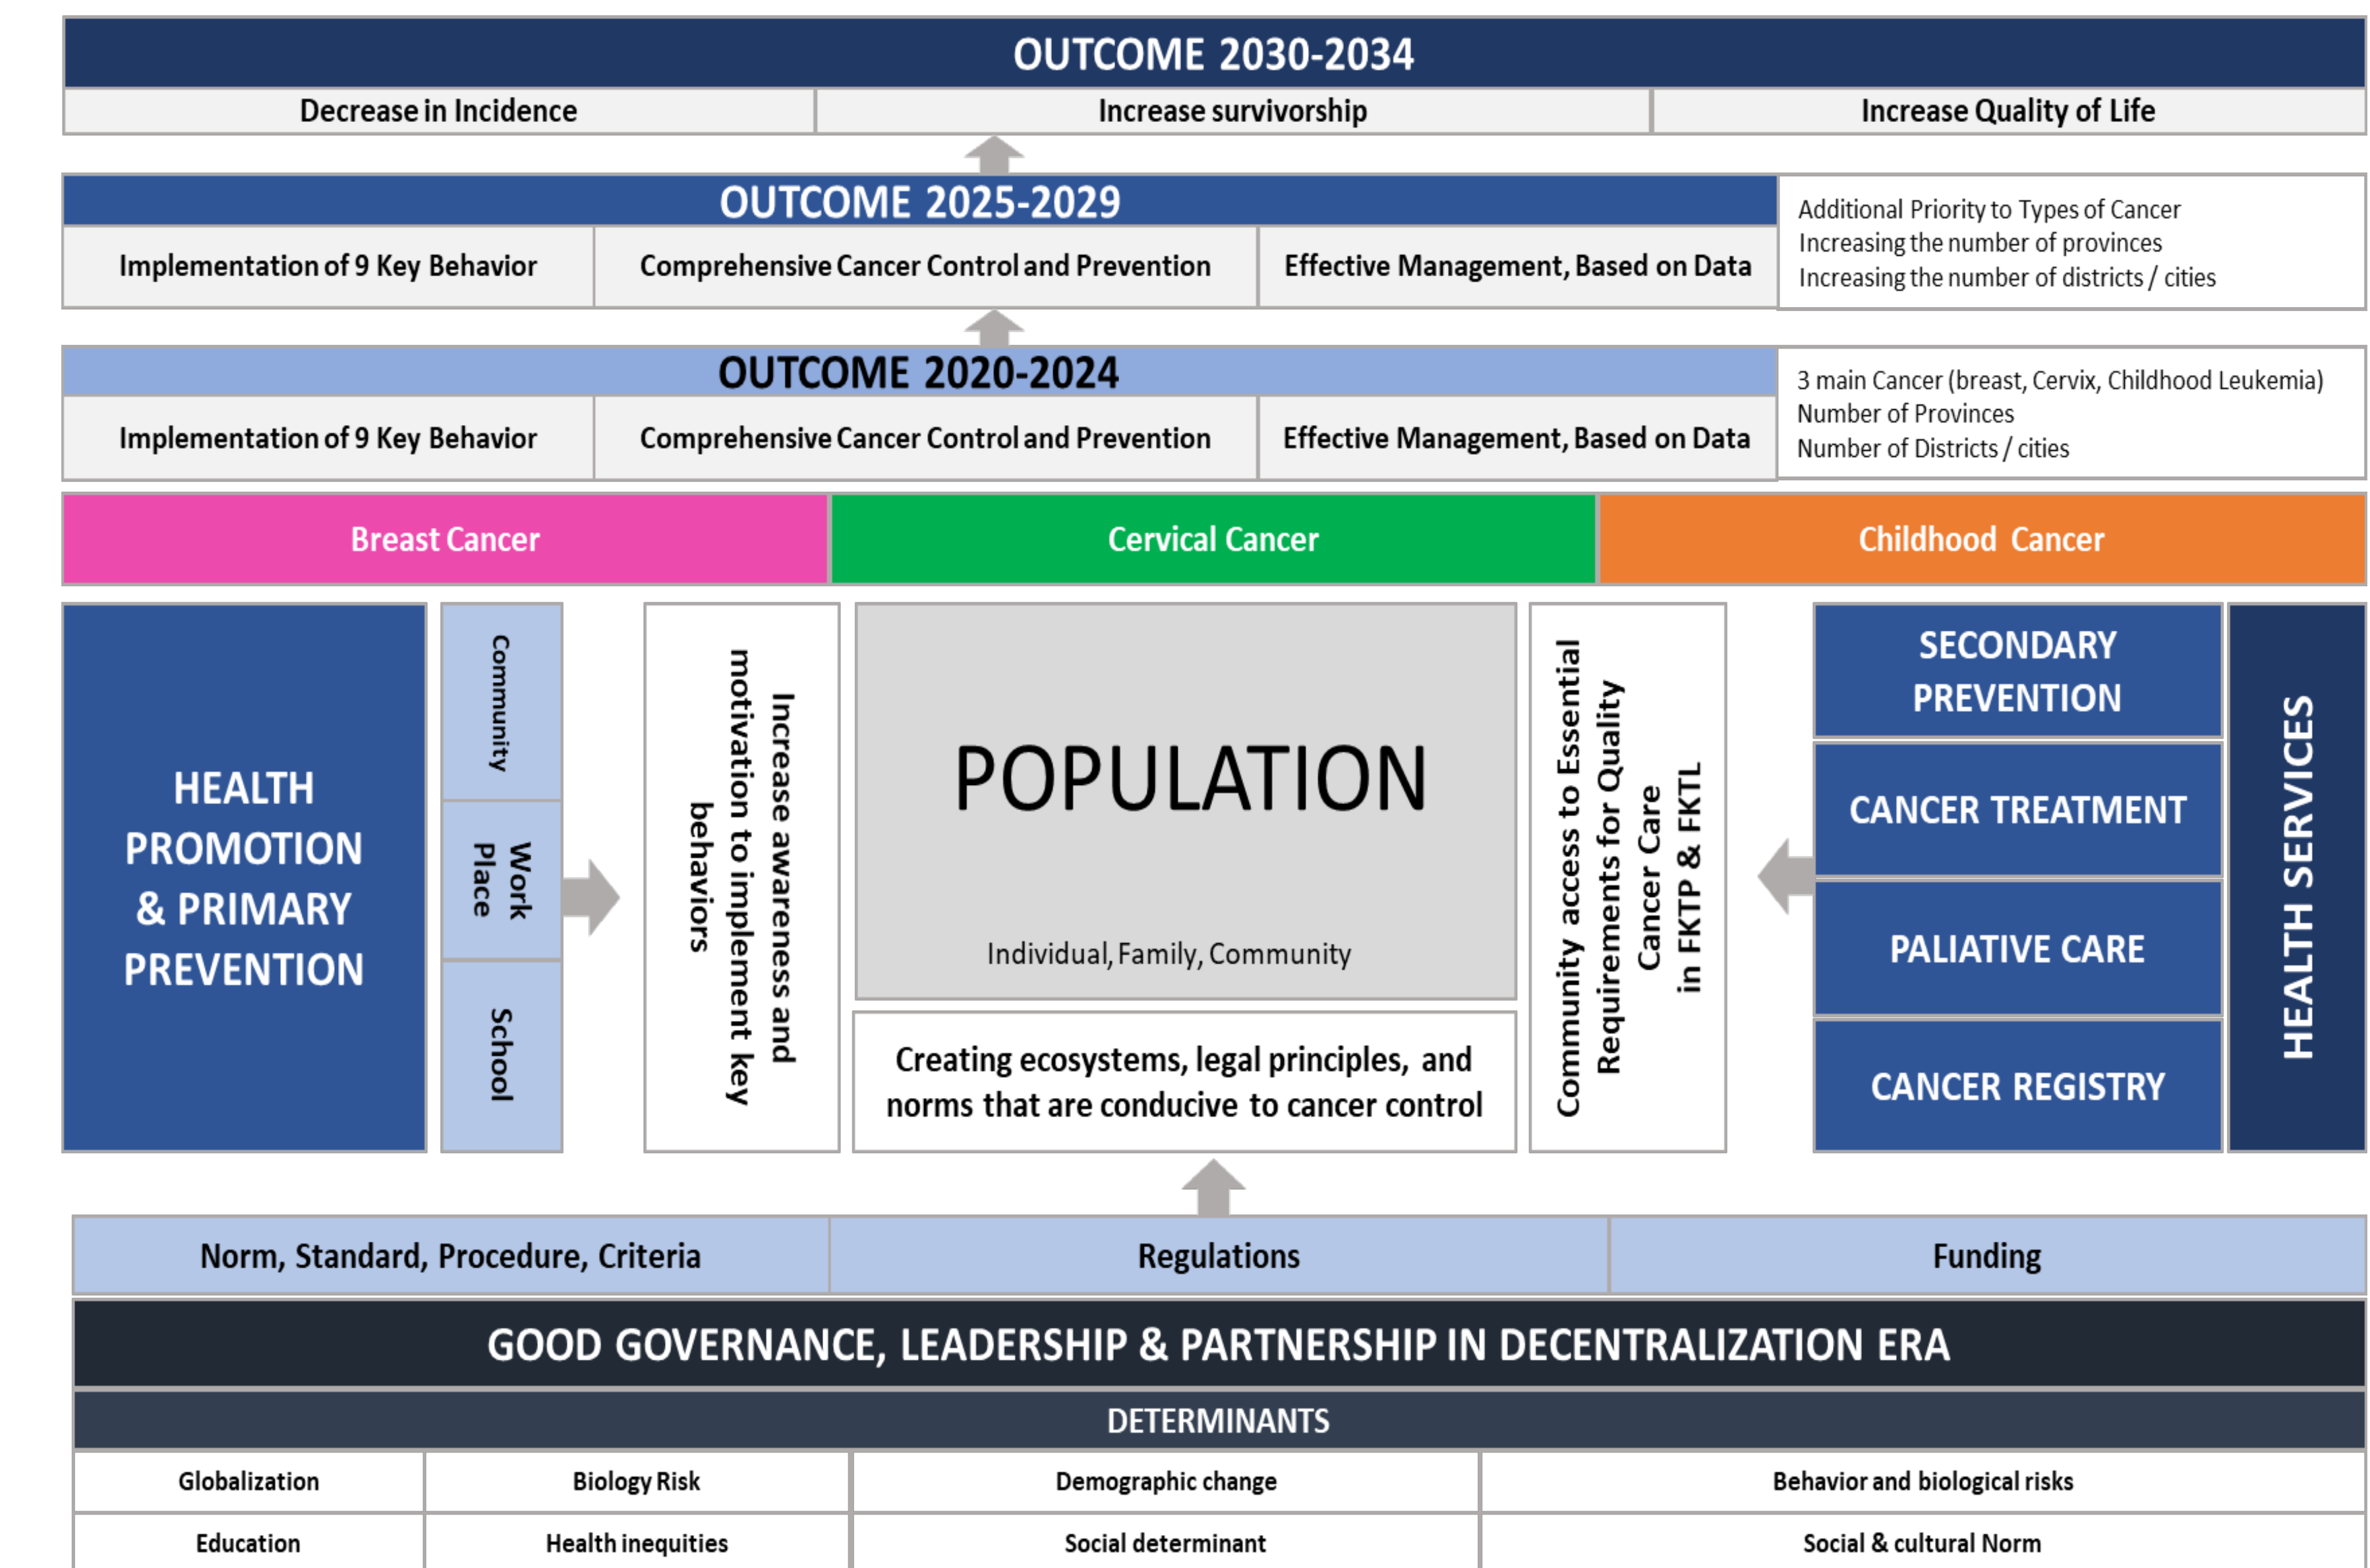 OUTCOME 2030-2034
Decrease in Incidence
Increase survivorship
Increase Quality of Life
OUTCOME 2025-2029
Implementation of 9 Key Behavior
Comprehensive Cancer Control and Prevention
Effective Management, Based on Data
Additional Priority to Types of Cancer
Increasing the number of provinces
Increasing the number of districts / cities
OUTCOME 2020-2024
Implementation of 9 Key Behavior
Comprehensive Cancer Control and Prevention
Effective Management, Based on Data
3 main Cancer (breast, Cervix, Childhood Leukemia)
Number of Provinces
Number of Districts / cities
Breast Cancer
Cervical Cancer
Childhood Cancer
HEALTH
PROMOTION
& PRIMARY
PREVENTION
Community
Work
Place
School
Increase awareness and
motivation to implement key
behaviors
POPULATION
Individual, Family, Community
Creating ecosystems, legal principles, and
norms that are conducive to cancer control
Community access to Essential
Requirements for Quality
Cancer Care
in FKTP & FKTL
SECONDARY
PREVENTION
CANCER TREATMENT
PALIATIVE CARE
CANCER REGISTRY
HEALTH SERVICES
Norm, Standard, Procedure, Criteria
Regulations
Funding
GOOD GOVERNANCE, LEADERSHIP & PARTNERSHIP IN DECENTRALIZATION ERA
DETERMINANTS
Globalization
Biology Risk
Demographic change
Behavior and biological risks
Education
Health inequities
Social determinant
Social & cultural Norm